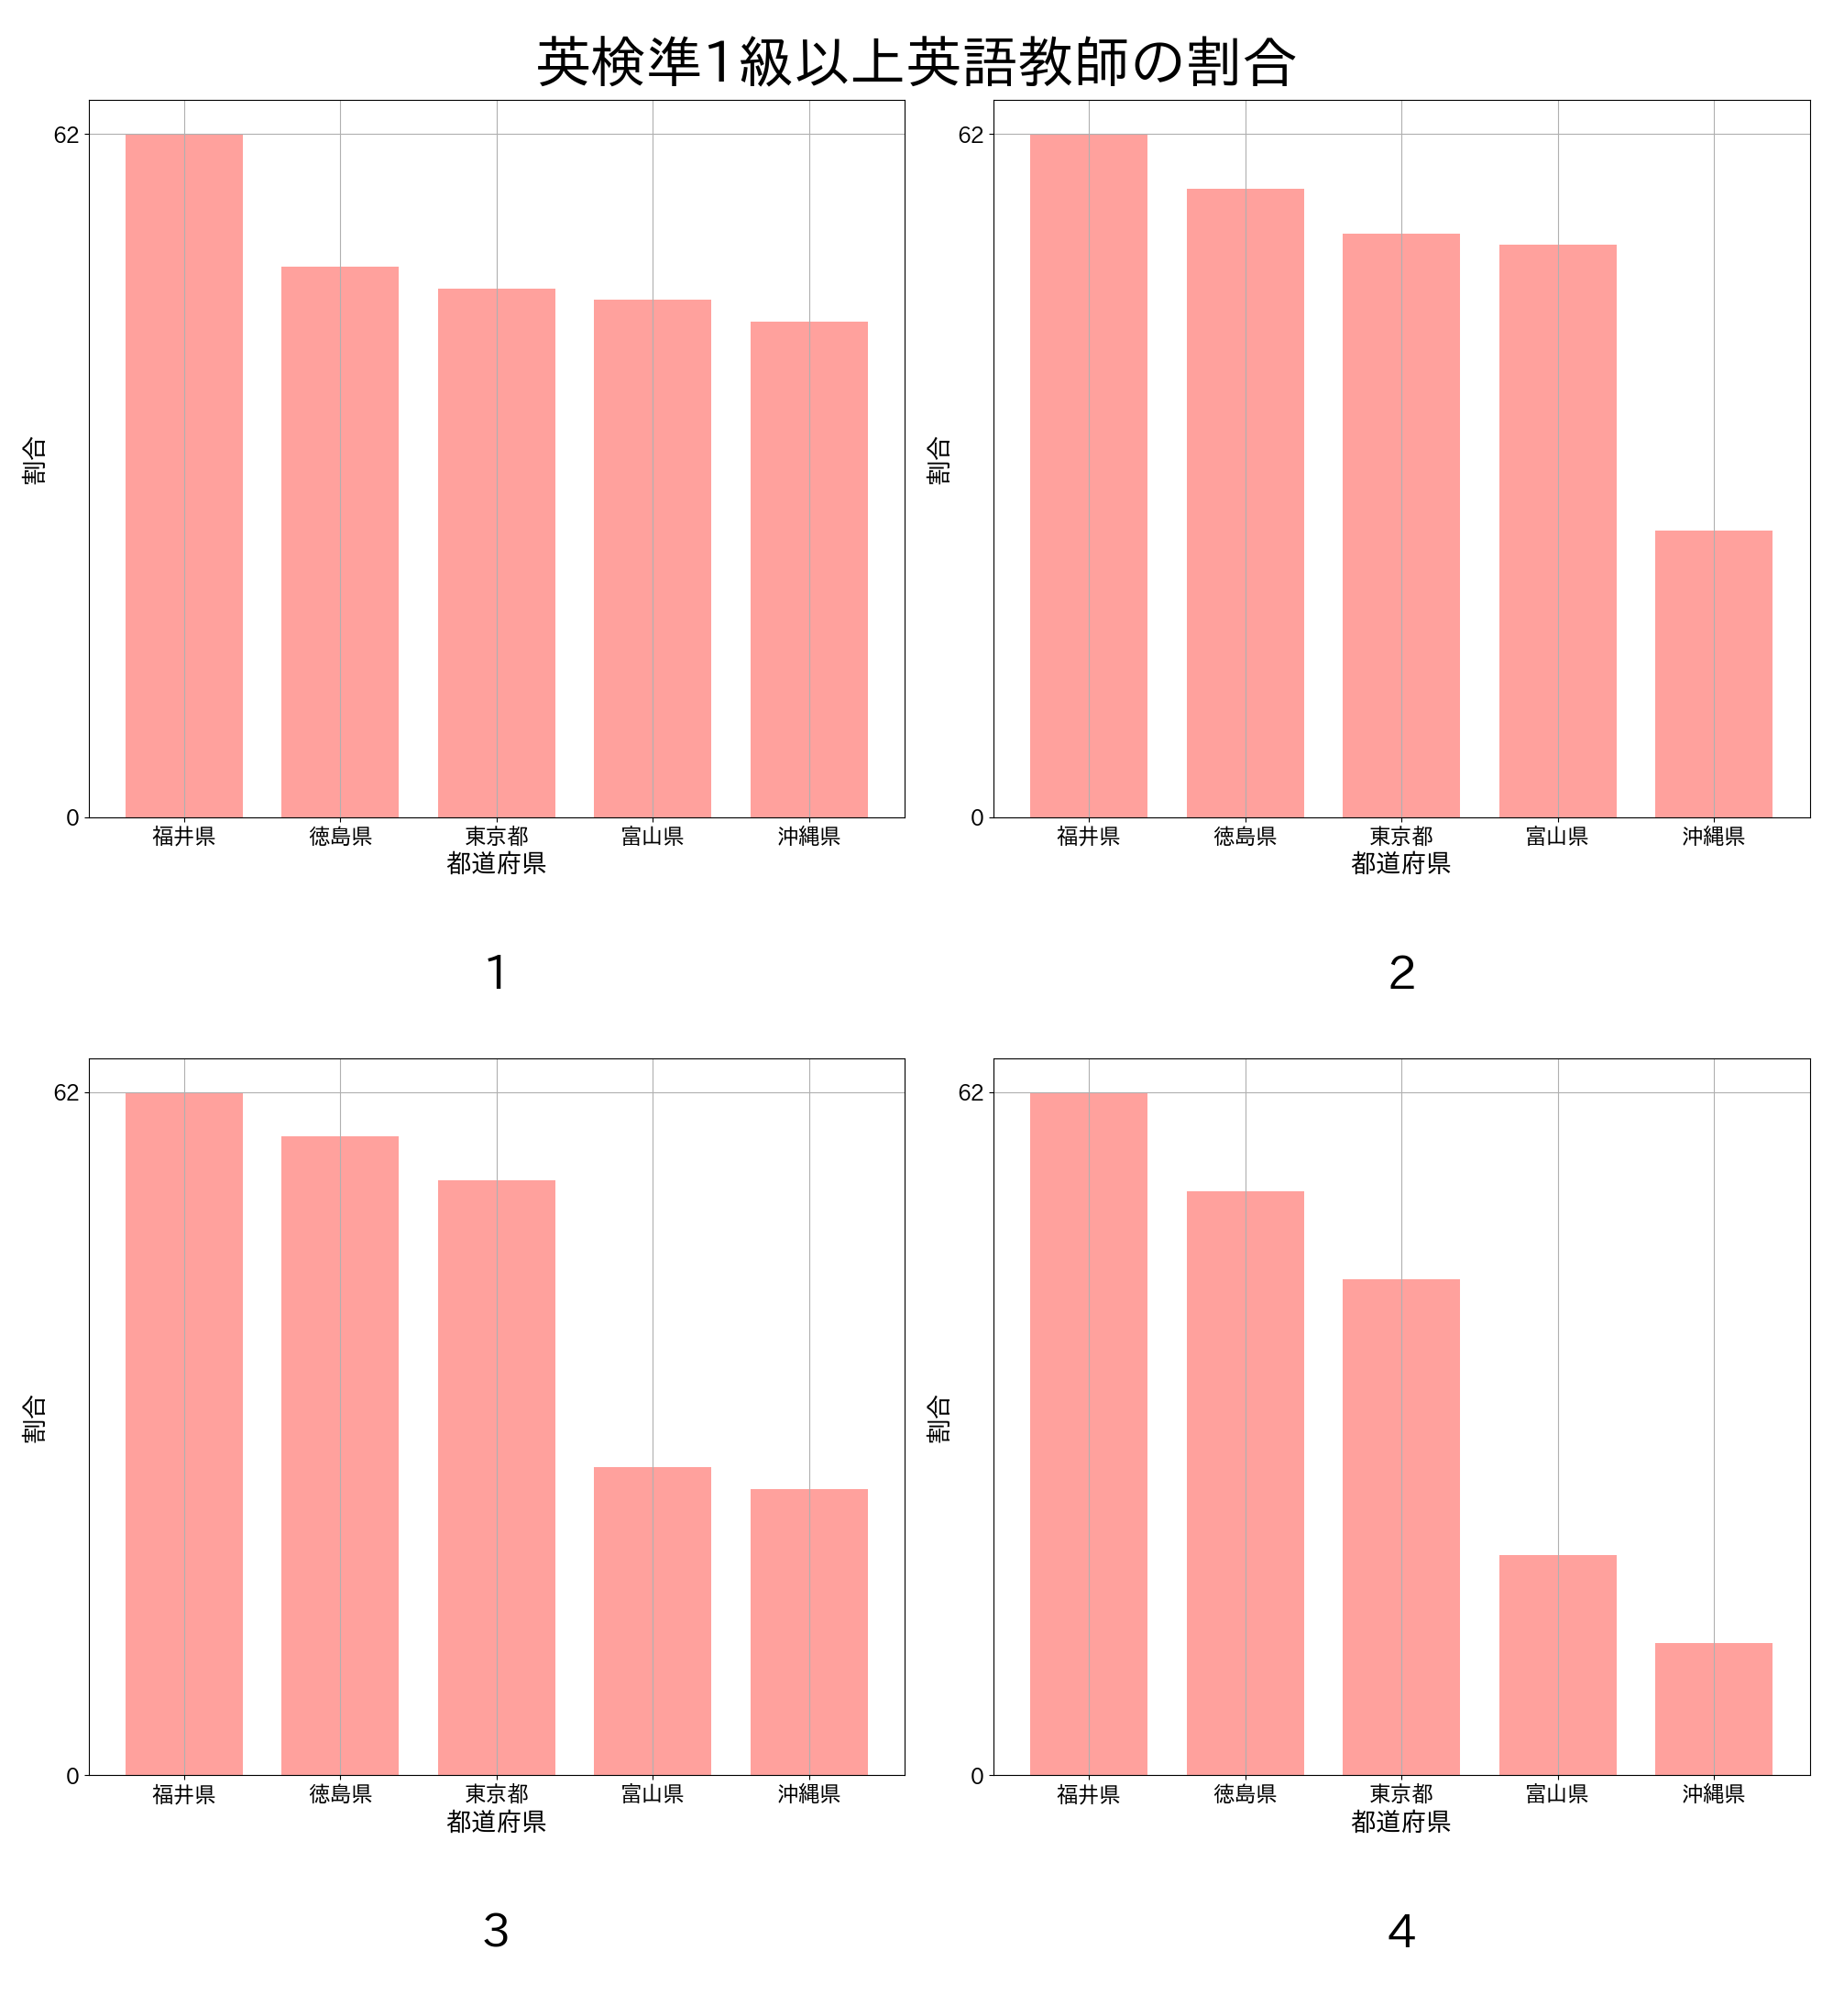 英検準1級以上英語教師の割合
62
0
割合
福井県 徳島県 東京都 富山県 沖縄県
都道府県
1
62
0
割合
福井県 徳島県 東京都 富山県 沖縄県
都道府県
2
62
0
割合
福井県 徳島県 東京都 富山県 沖縄県
都道府県
3
62
0
割合
福井県 徳島県 東京都 富山県 沖縄県
都道府県
4